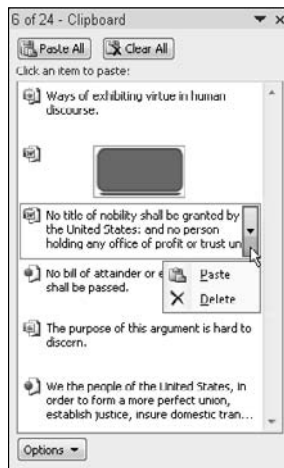 6 of 24 - Clipboard
Paste All Clear All
Click an item to paste:
Ways of exhibiting virtue in human
discourse.
No title of nobility shall be granted by
the United States: and no person
holding any office of profit or trust un
No bill of attainder or e
shall be passed.
Paste
Delete
The purpose of this argument is hard to
discern.
We the people of the United States, in
order to form a more perfect union,
establish justice, insure domestic tran...
Options